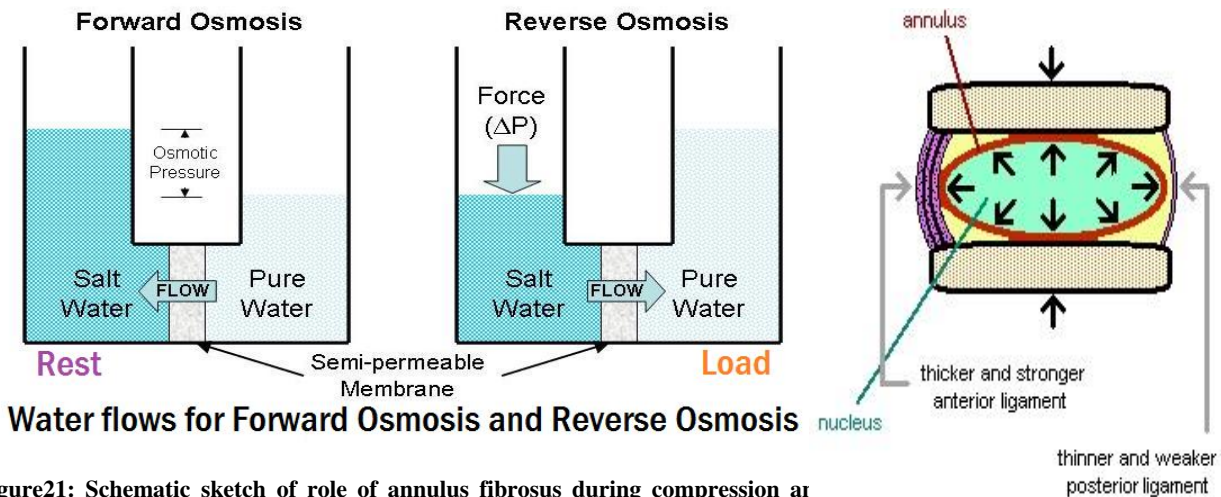 Forward Osmosis
Osmotic
Pressure
Salt
Water
FLOW
Pure
Water
Rest
Reverse Osmosis
Force
(ΔP)
Salt
Water
FLOW
Pure
Water
Load
Semi-permeable
Membrane
Water flows for Forward Osmosis and Reverse Osmosis
annulus
nucleus
thicker and stronger
anterior ligament
thinner and weaker
posterior ligament
Schematic sketch of role of annulus fibrosus during compression